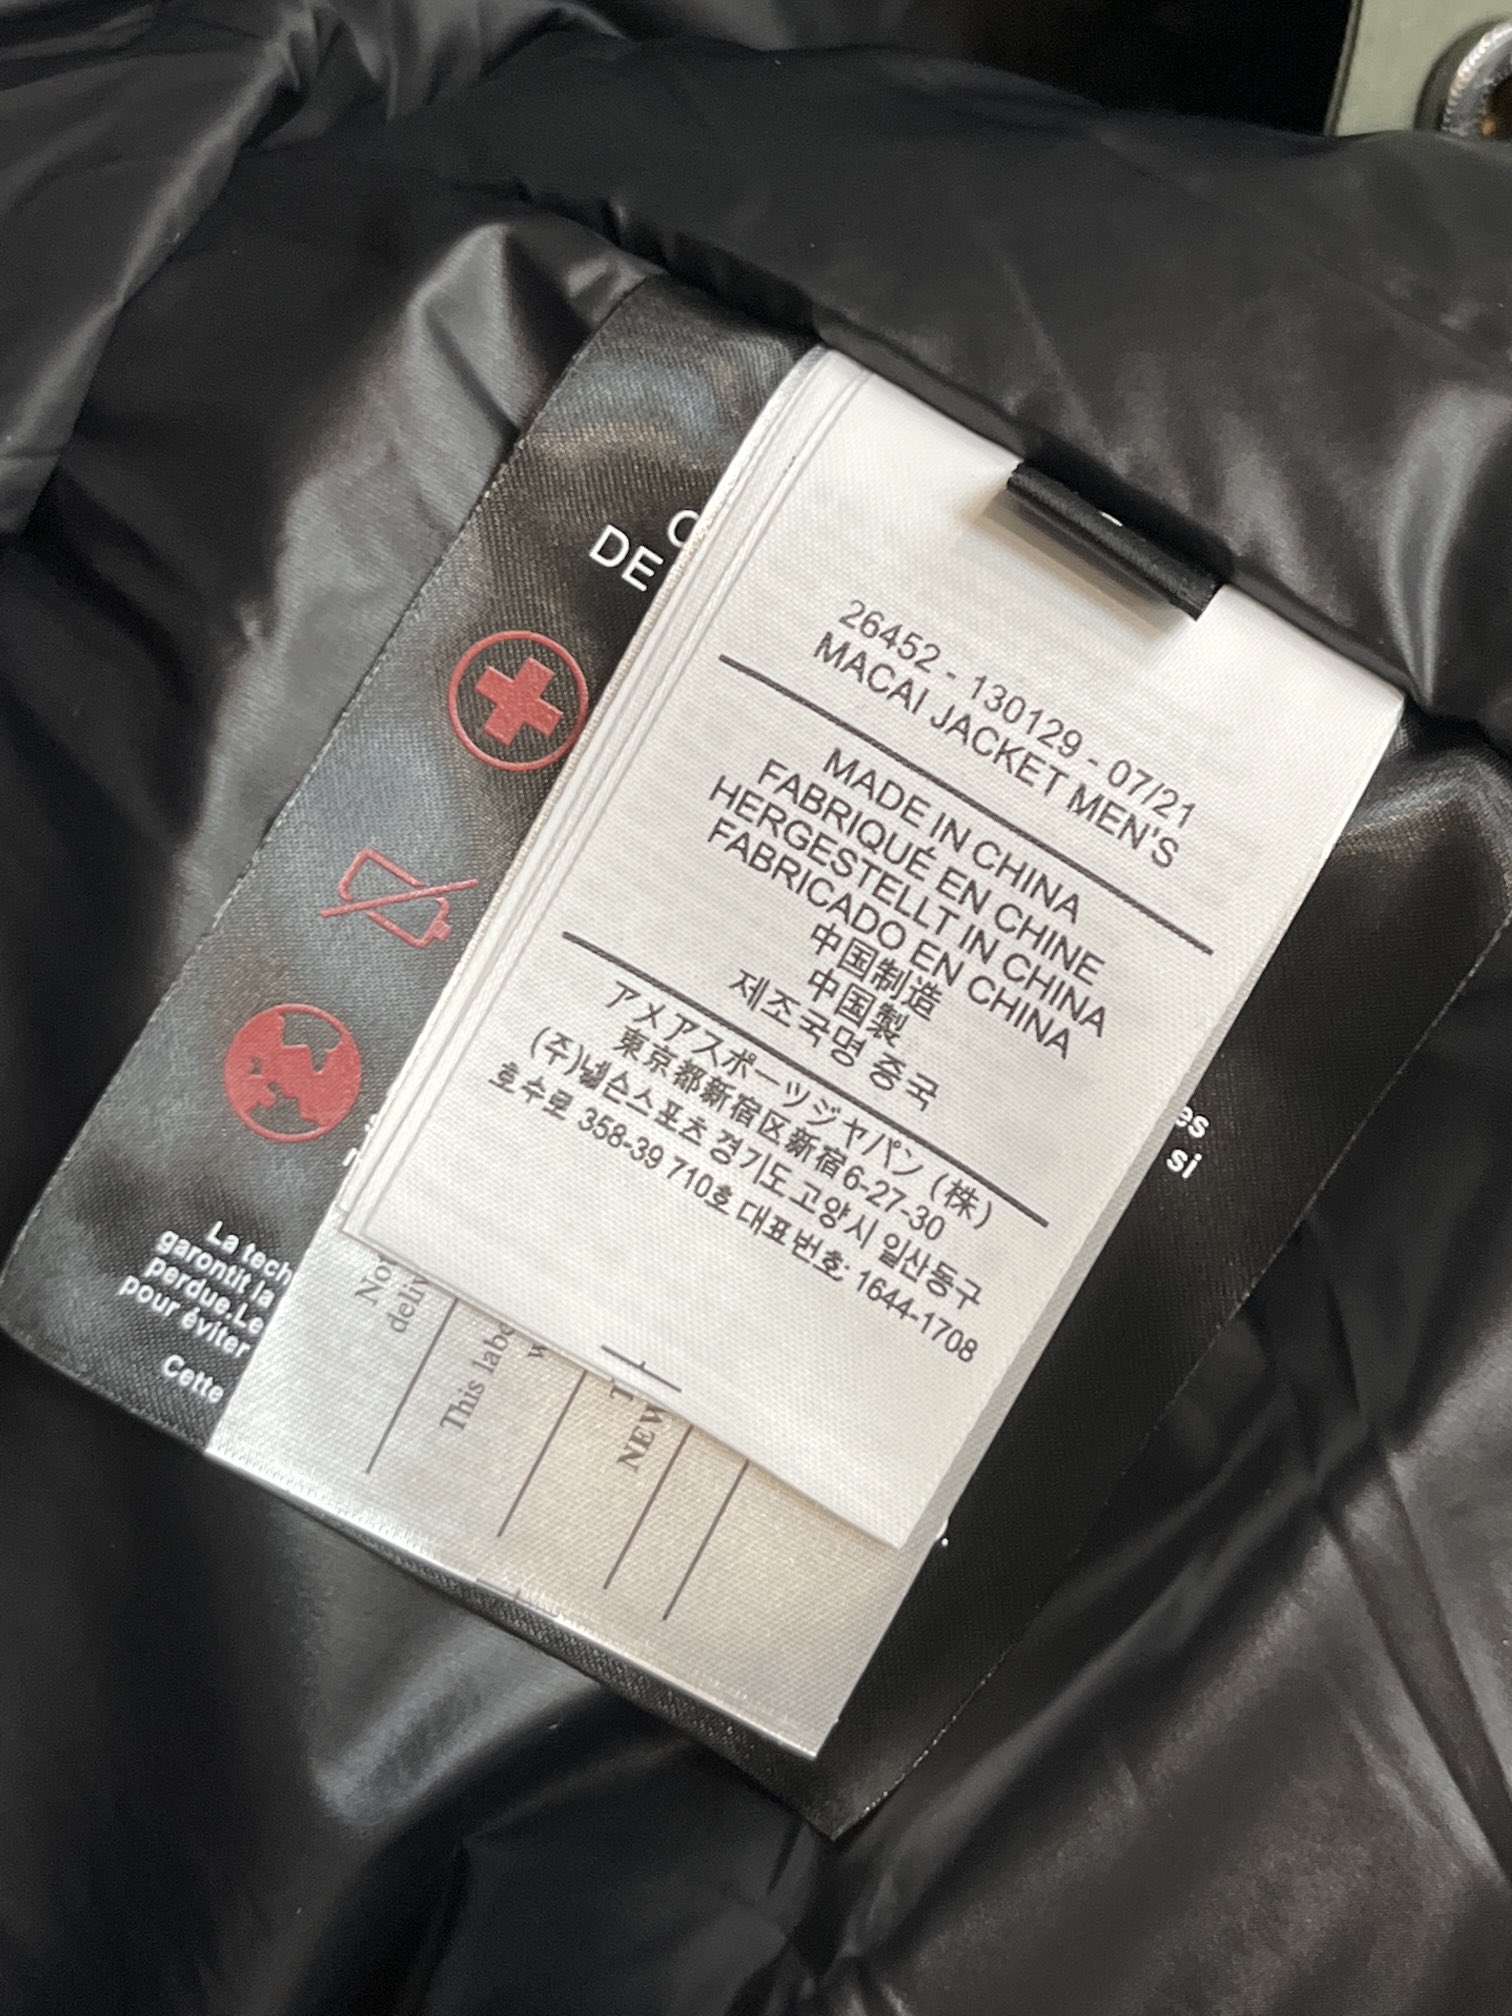 DE
26452 - 130129 - 07/21
MACAI JACKET MEN'S
MADE IN CHINA
FABRIQUÉ EN CHINE
HERGESTELLT IN CHINA
FABRICADO EN CHINA
中国制造
中国製
제조국명 중국
アメアスポーツジャパン (株)
東京都新宿区新宿6-27-30
(주)넬슨스포츠 경기도 고양시 일산동구
호수로 358-39 710호 대표번호: 1644-1708
es
si
La tech
garontit la
perdue.Le
pour éviter
Cette
deliv
This labe
NEW